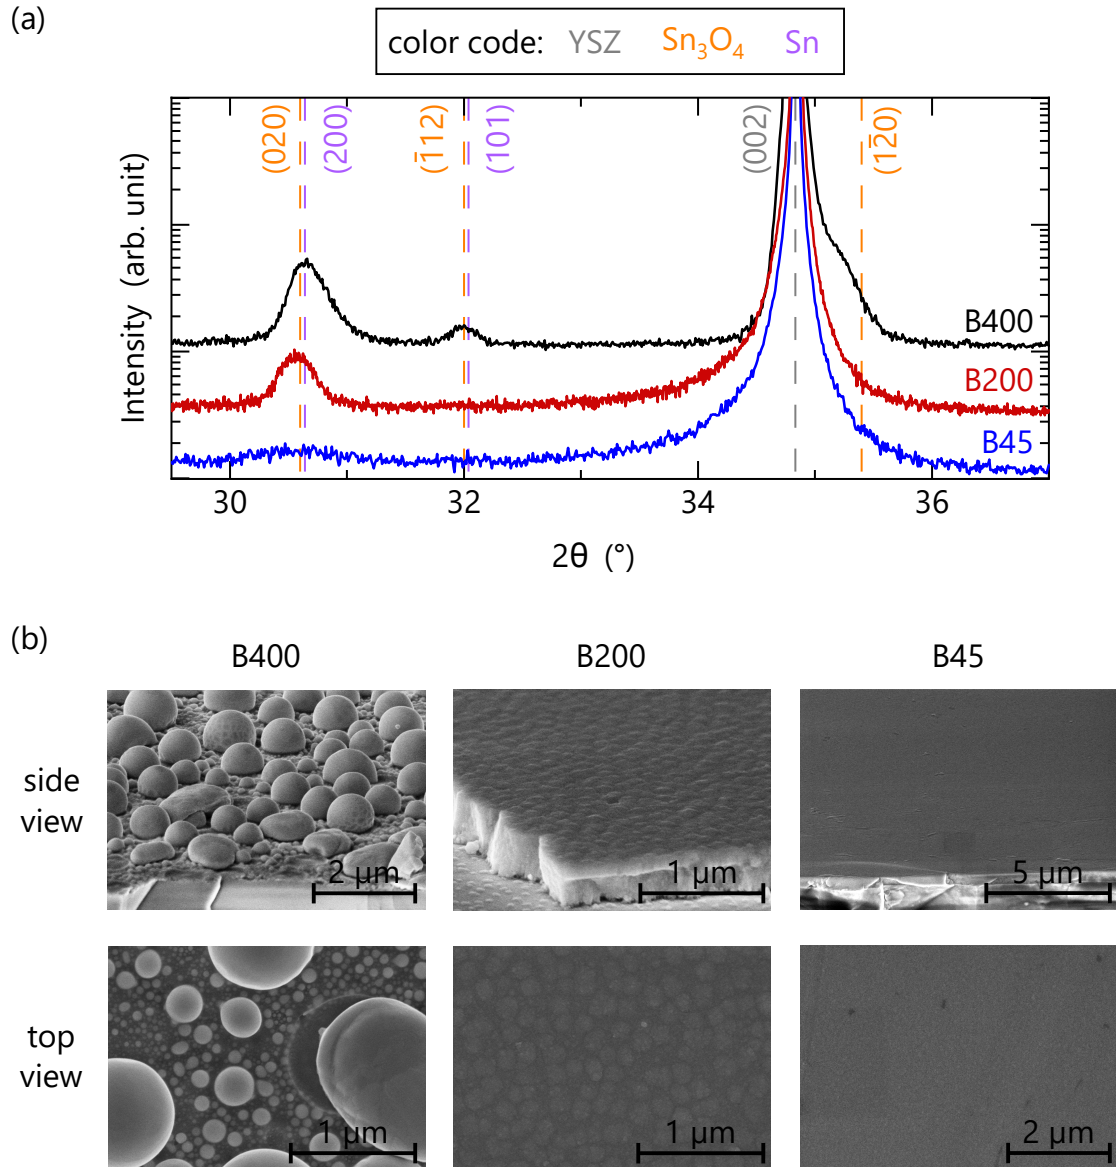 (a)
color code: YSZ Sn₃O₄ Sn
(020)
(200)
(1̄12)
(101)
(002)
(12̄0)
Intensity (arb. unit)
B400
B200
B45
30 32 34 36
2θ (°)
(b)
B400 B200 B45
side
view
2 µm 1 µm 5 µm
top
view
1 µm 1 µm 2 µm